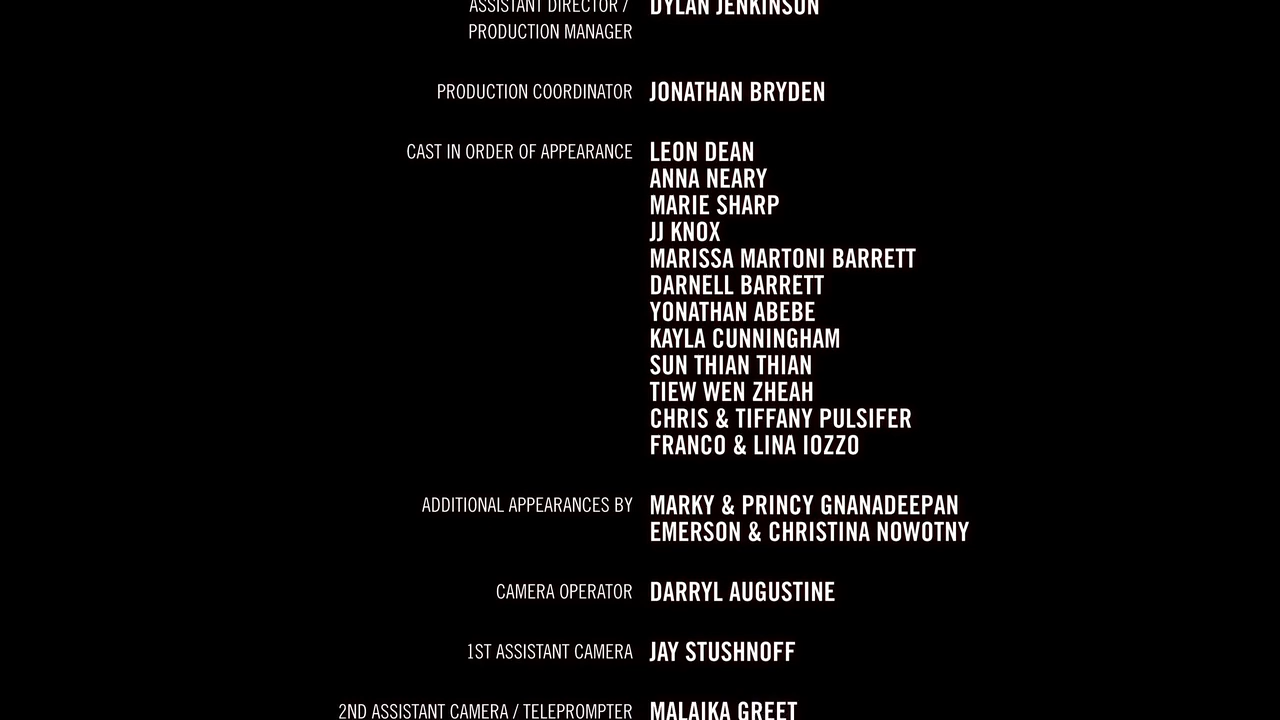 ASSISTANT DIRECTOR / DYLAN JENKINSON
PRODUCTION MANAGER
PRODUCTION COORDINATOR JONATHAN BRYDEN
CAST IN ORDER OF APPEARANCE LEON DEAN
ANNA NEARY
MARIE SHARP
JJ KNOX
MARISSA MARTONI BARRETT
DARNELL BARRETT
YONATHAN ABEBE
KAYLA CUNNINGHAM
SUN THIAN THIAN
TIEW WEN ZHEAH
CHRIS & TIFFANY PULSIFER
FRANCO & LINA IOZZO
ADDITIONAL APPEARANCES BY MARKY & PRINCY GNANADEEPAN
EMERSON & CHRISTINA NOWOTNY
CAMERA OPERATOR DARRYL AUGUSTINE
1ST ASSISTANT CAMERA JAY STUSHNOFF
2ND ASSISTANT CAMERA / TELEPROMPTER MALAIKA GREET